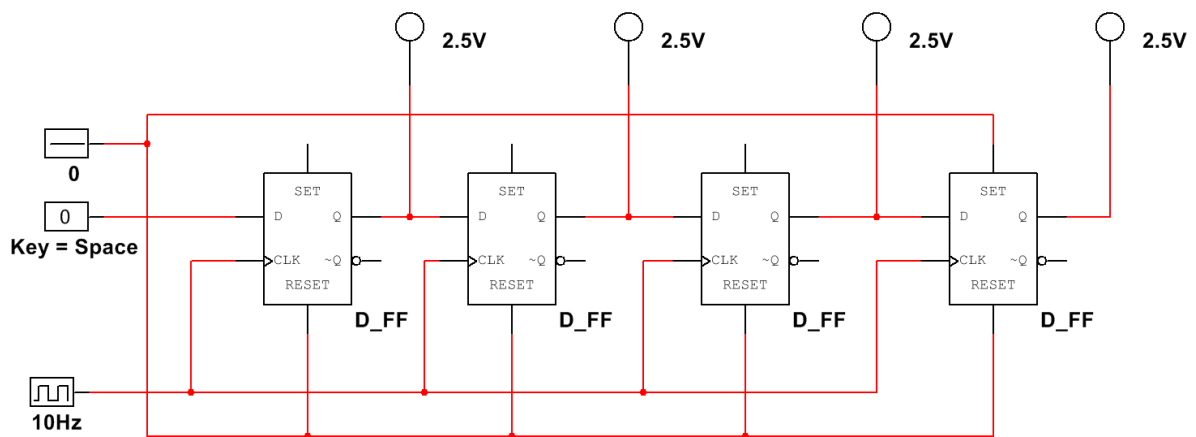 2.5V 2.5V 2.5V 2.5V
0
0
Key = Space
SET SET SET SET
D Q D Q D Q D Q
CLK ~Q CLK ~Q CLK ~Q CLK ~Q
RESET RESET RESET RESET
D_FF D_FF D_FF D_FF
10Hz